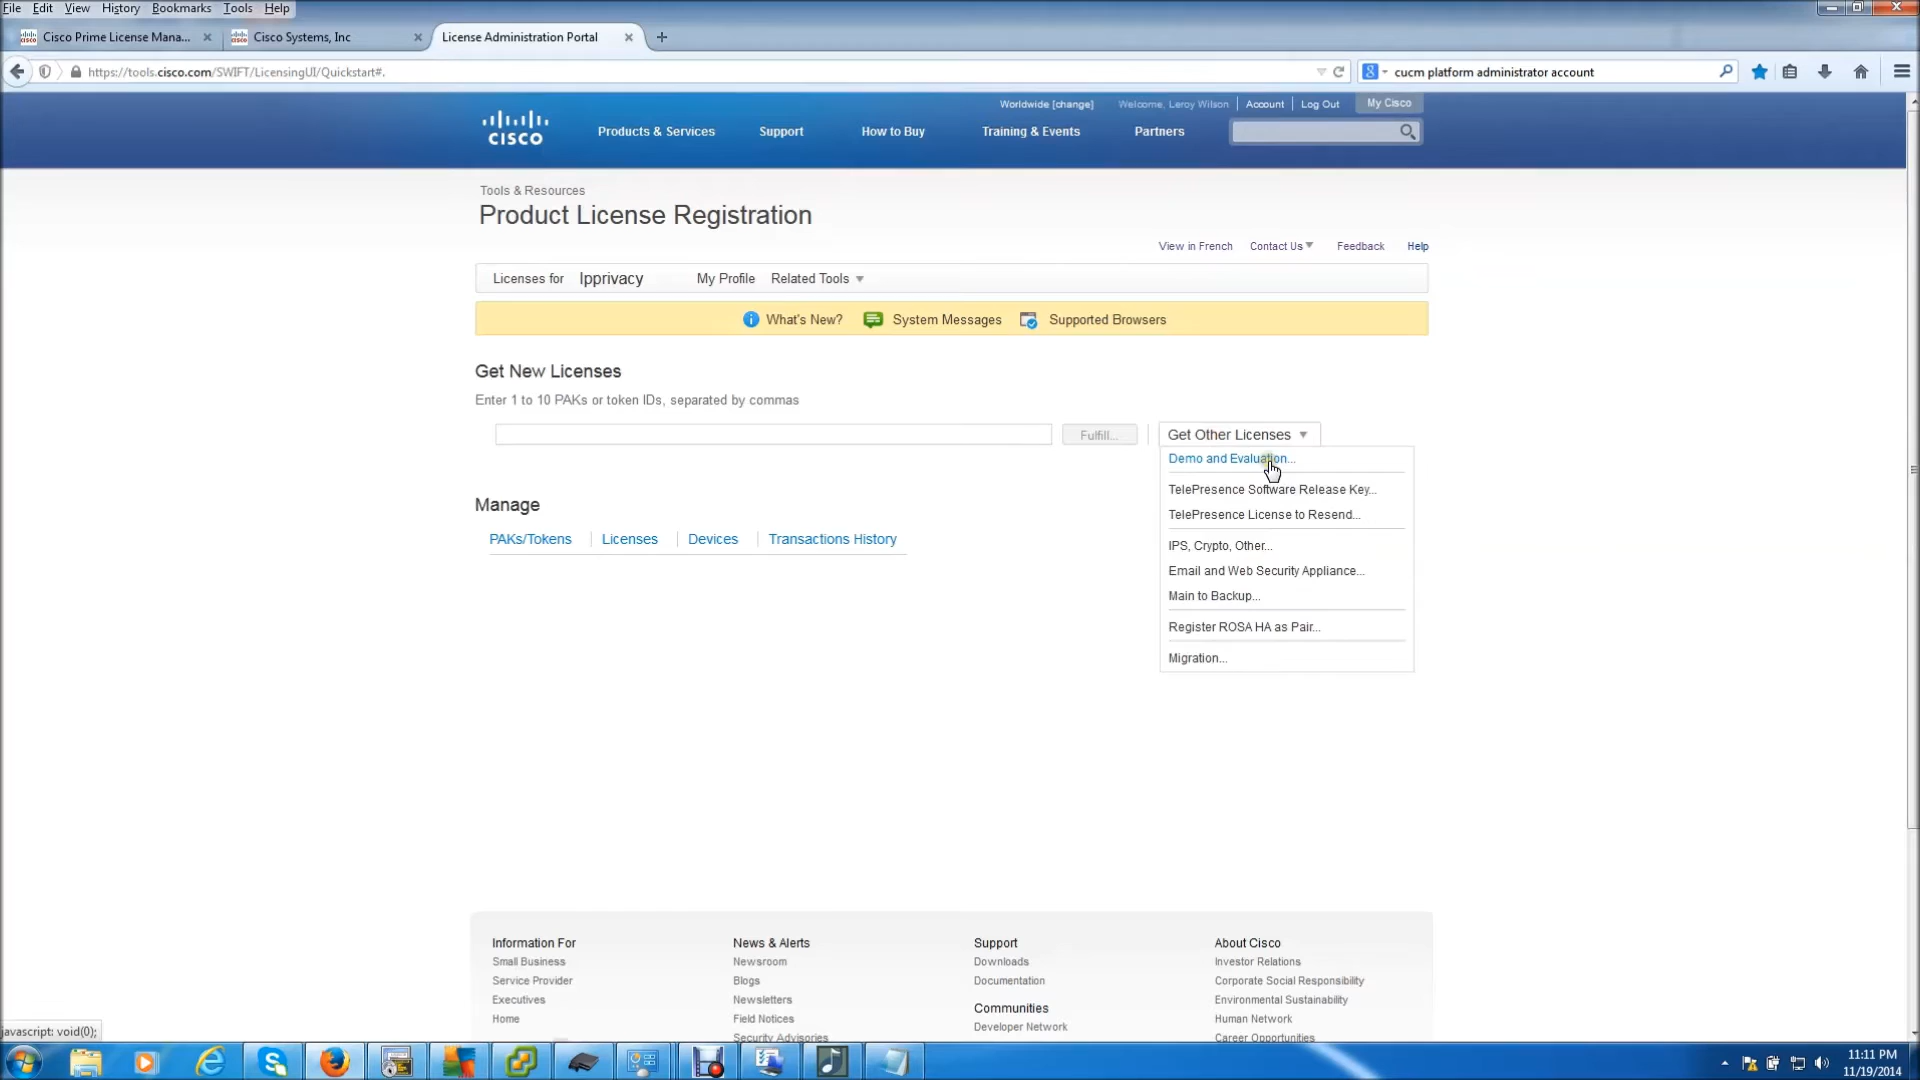 File Edit View History Bookmarks Tools Help
Cisco Prime License Mana... × Cisco Systems, Inc × License Administration Portal × +
https://tools.cisco.com/SWIFT/LicensingUI/Quickstart#.
cucm platform administrator account
Worldwide [change] Welcome, Leroy Wilson Account Log Out My Cisco
CISCO
Products & Services Support How to Buy Training & Events Partners
Tools & Resources
Product License Registration
View in French Contact Us Feedback Help
Licenses for Ipprivacy My Profile Related Tools
What's New? System Messages Supported Browsers
Get New Licenses
Enter 1 to 10 PAKs or token IDs, separated by commas
Fulfill... Get Other Licenses
Demo and Evaluation...
TelePresence Software Release Key...
TelePresence License to Resend...
IPS, Crypto, Other...
Email and Web Security Appliance...
Main to Backup...
Register ROSA HA as Pair...
Migration...
Manage
PAKs/Tokens Licenses Devices Transactions History
Information For
Small Business
Service Provider
Executives
Home
News & Alerts
Newsroom
Blogs
Newsletters
Field Notices
Security Advisories
Support
Downloads
Documentation
Communities
Developer Network
About Cisco
Investor Relations
Corporate Social Responsibility
Environmental Sustainability
Human Network
Career Opportunities
javascript: void(0);
11:11 PM
11/19/2014